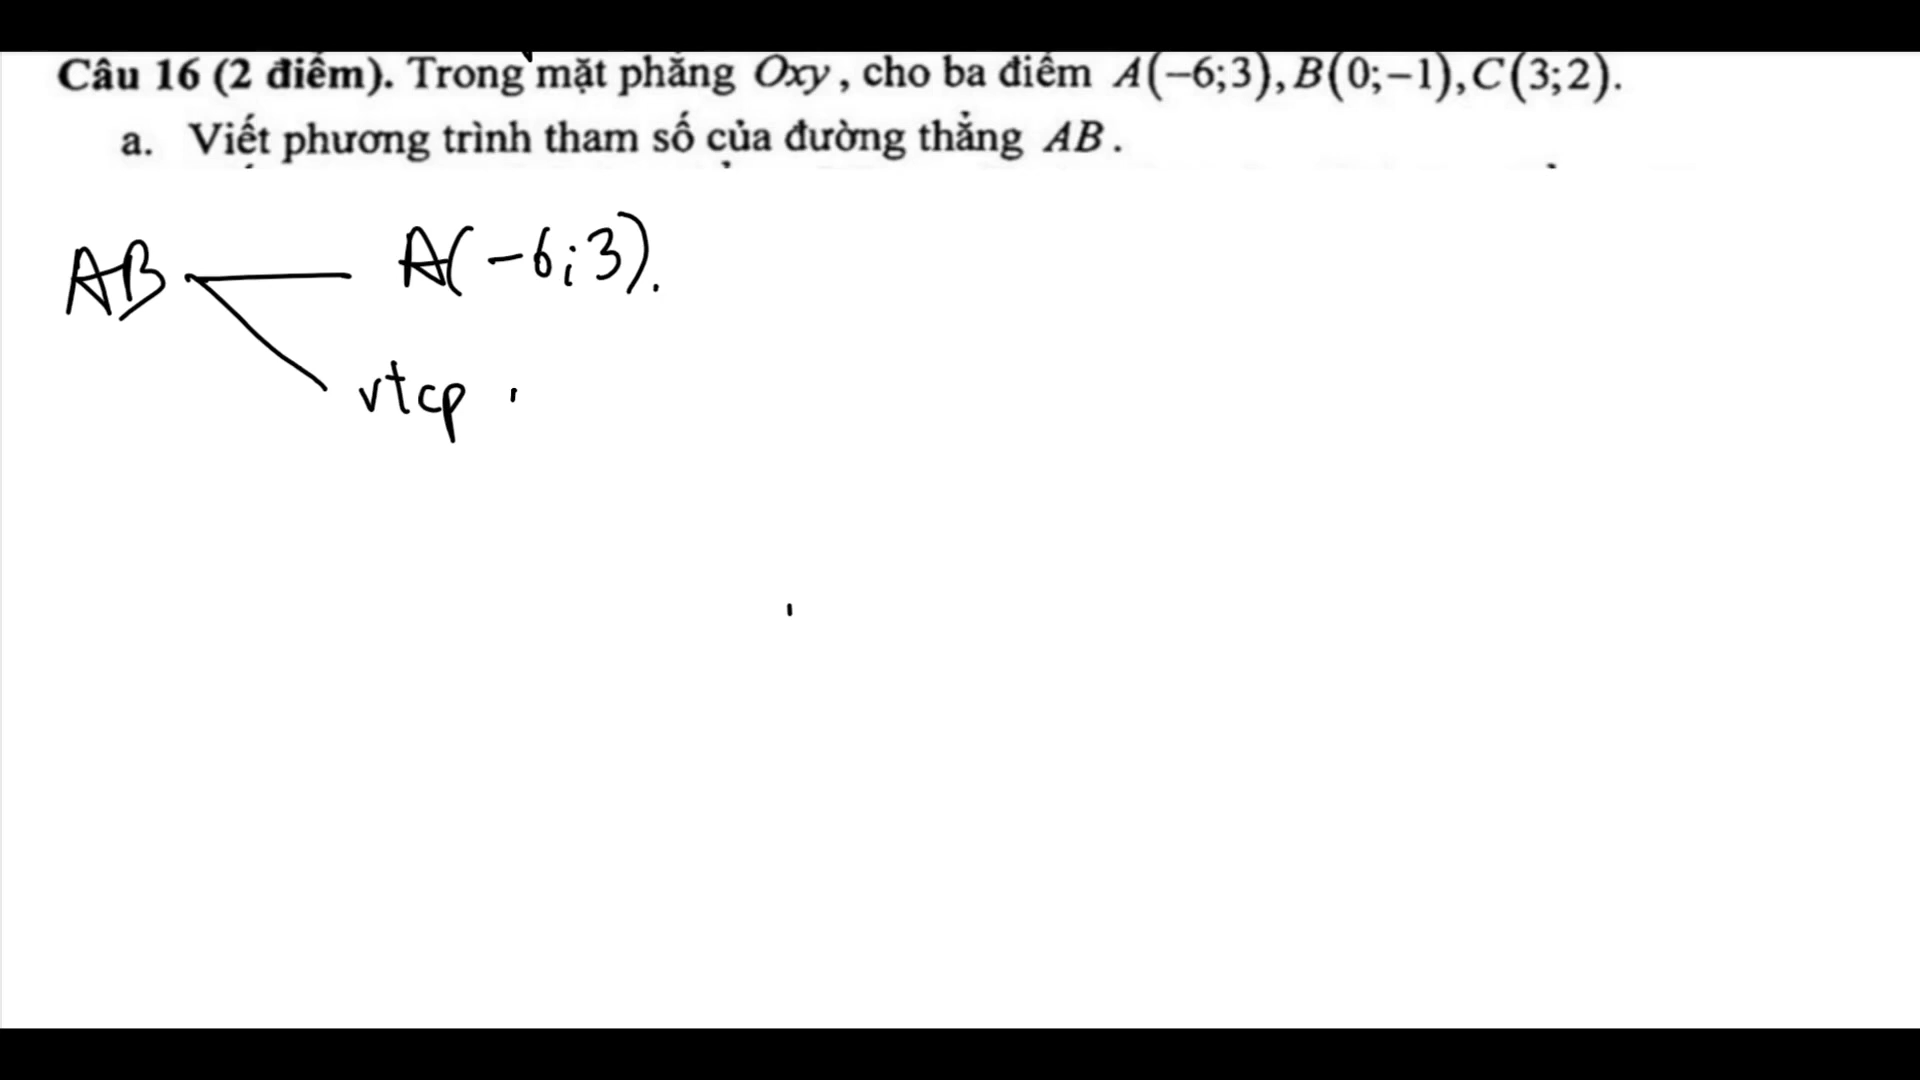 Câu 16 (2 điểm). Trong mặt phẳng Oxy, cho ba điểm A(−6;3), B(0;−1), C(3;2).
a. Viết phương trình tham số của đường thẳng AB.
AB A(-6;3).
vtcp